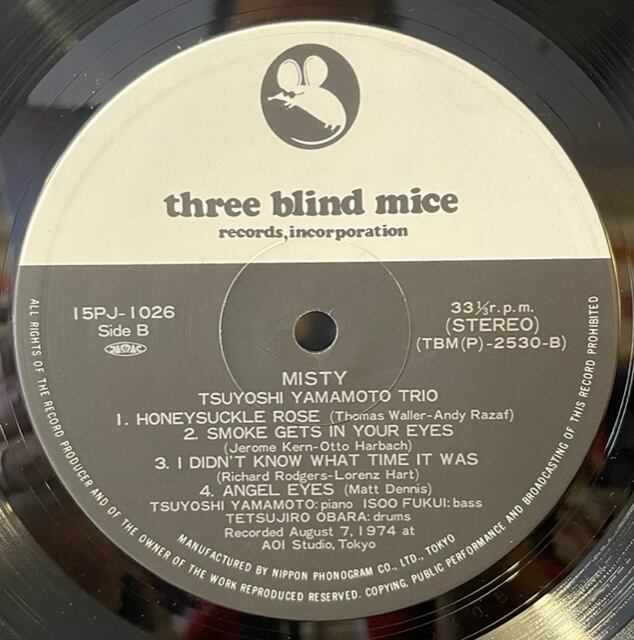 three blind mice
records, incorporation
15PJ-1026
Side B
JASRAC
33⅓r.p.m.
(STEREO)
(TBM(P)-2530-B)
MISTY
TSUYOSHI YAMAMOTO TRIO
1. HONEYSUCKLE ROSE (Thomas Waller-Andy Razaf)
2. SMOKE GETS IN YOUR EYES
(Jerome Kern-Otto Harbach)
3. I DIDN'T KNOW WHAT TIME IT WAS
(Richard Rodgers-Lorenz Hart)
4. ANGEL EYES (Matt Dennis)
TSUYOSHI YAMAMOTO: piano ISOO FUKUI: bass
TETSUJIRO OBARA: drums
Recorded August 7, 1974 at
AOI Studio, Tokyo
MANUFACTURED BY NIPPON PHONOGRAM CO., LTD., TOKYO
ALL RIGHTS OF THE RECORD PRODUCER AND OF THE OWNER OF THE WORK REPRODUCED RESERVED. COPYING, PUBLIC PERFORMANCE AND BROADCASTING OF THIS RECORD PROHIBITED